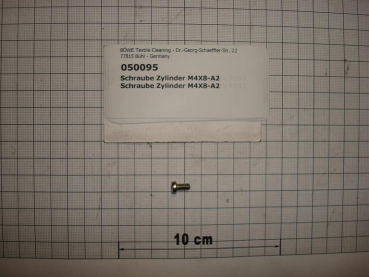 BÖWE Textile Cleaning - Dr.-Georg-Schaeffler-Str. 22
77815 Bühl - Germany
050095
Schraube Zylinder M4X8-A2
Schraube Zylinder M4X8-A2
10 cm